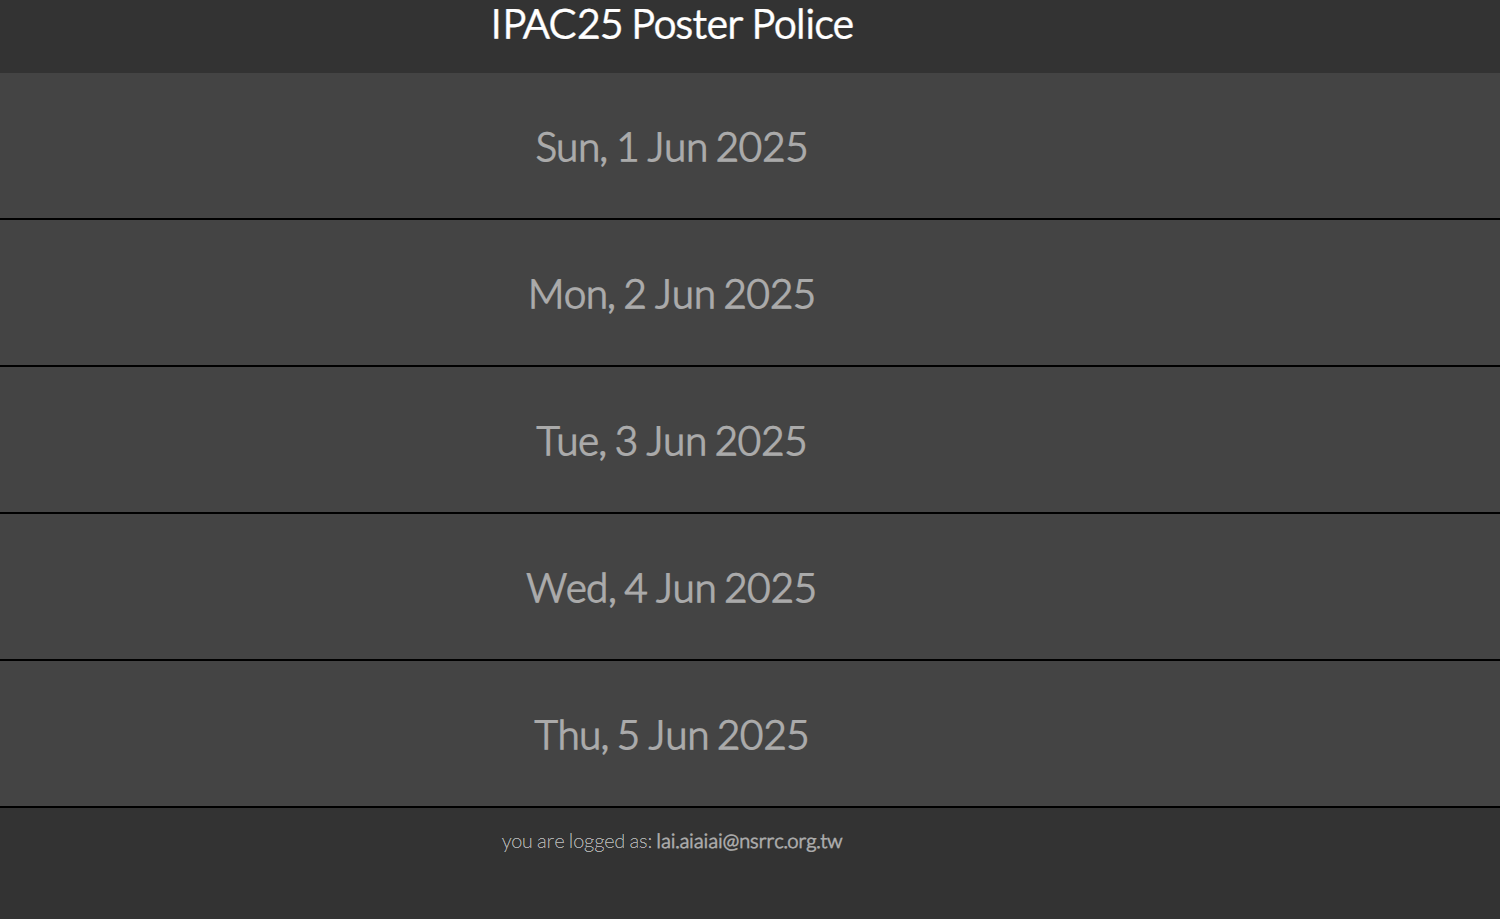 IPAC25 Poster Police
Sun, 1 Jun 2025
Mon, 2 Jun 2025
Tue, 3 Jun 2025
Wed, 4 Jun 2025
Thu, 5 Jun 2025
you are logged as: lai.aiaiai@nsrrc.org.tw